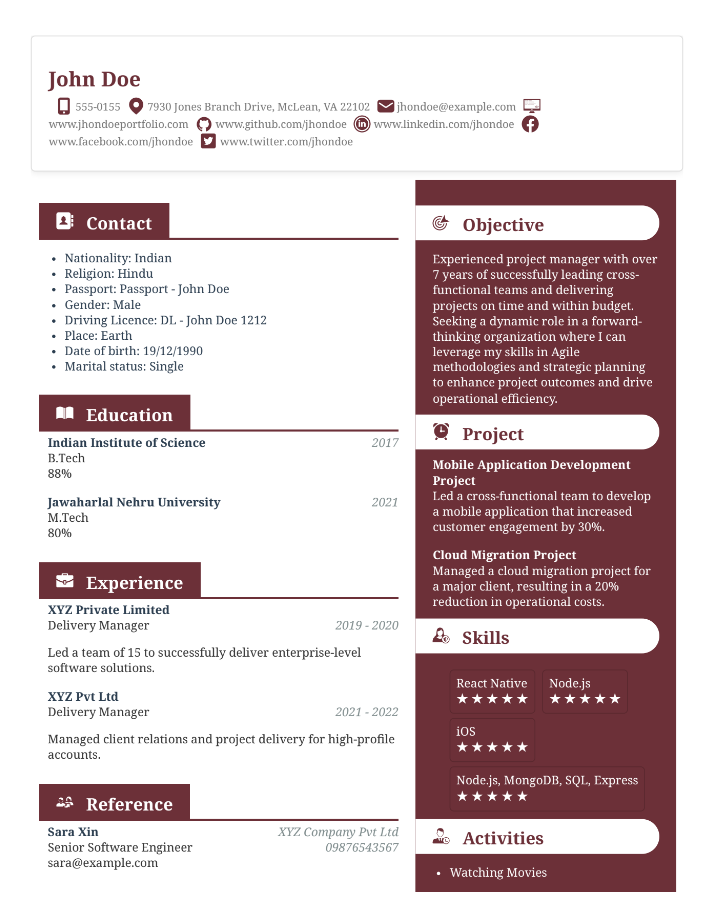 John Doe
555-0155 7930 Jones Branch Drive, McLean, VA 22102 jhondoe@example.com
www.jhondoeportfolio.com www.github.com/jhondoe www.linkedin.com/jhondoe
www.facebook.com/jhondoe www.twitter.com/jhondoe
Contact
• Nationality: Indian
• Religion: Hindu
• Passport: Passport - John Doe
• Gender: Male
• Driving Licence: DL - John Doe 1212
• Place: Earth
• Date of birth: 19/12/1990
• Marital status: Single
Education
Indian Institute of Science 2017
B.Tech
88%
Jawaharlal Nehru University 2021
M.Tech
80%
Experience
XYZ Private Limited
Delivery Manager 2019 - 2020
Led a team of 15 to successfully deliver enterprise-level
software solutions.
XYZ Pvt Ltd
Delivery Manager 2021 - 2022
Managed client relations and project delivery for high-profile
accounts.
Reference
Sara Xin XYZ Company Pvt Ltd
Senior Software Engineer 09876543567
sara@example.com
Objective
Experienced project manager with over
7 years of successfully leading cross-
functional teams and delivering
projects on time and within budget.
Seeking a dynamic role in a forward-
thinking organization where I can
leverage my skills in Agile
methodologies and strategic planning
to enhance project outcomes and drive
operational efficiency.
Project
Mobile Application Development
Project
Led a cross-functional team to develop
a mobile application that increased
customer engagement by 30%.
Cloud Migration Project
Managed a cloud migration project for
a major client, resulting in a 20%
reduction in operational costs.
Skills
React Native Node.js
★★★★★ ★★★★★
iOS
★★★★★
Node.js, MongoDB, SQL, Express
★★★★★
Activities
• Watching Movies